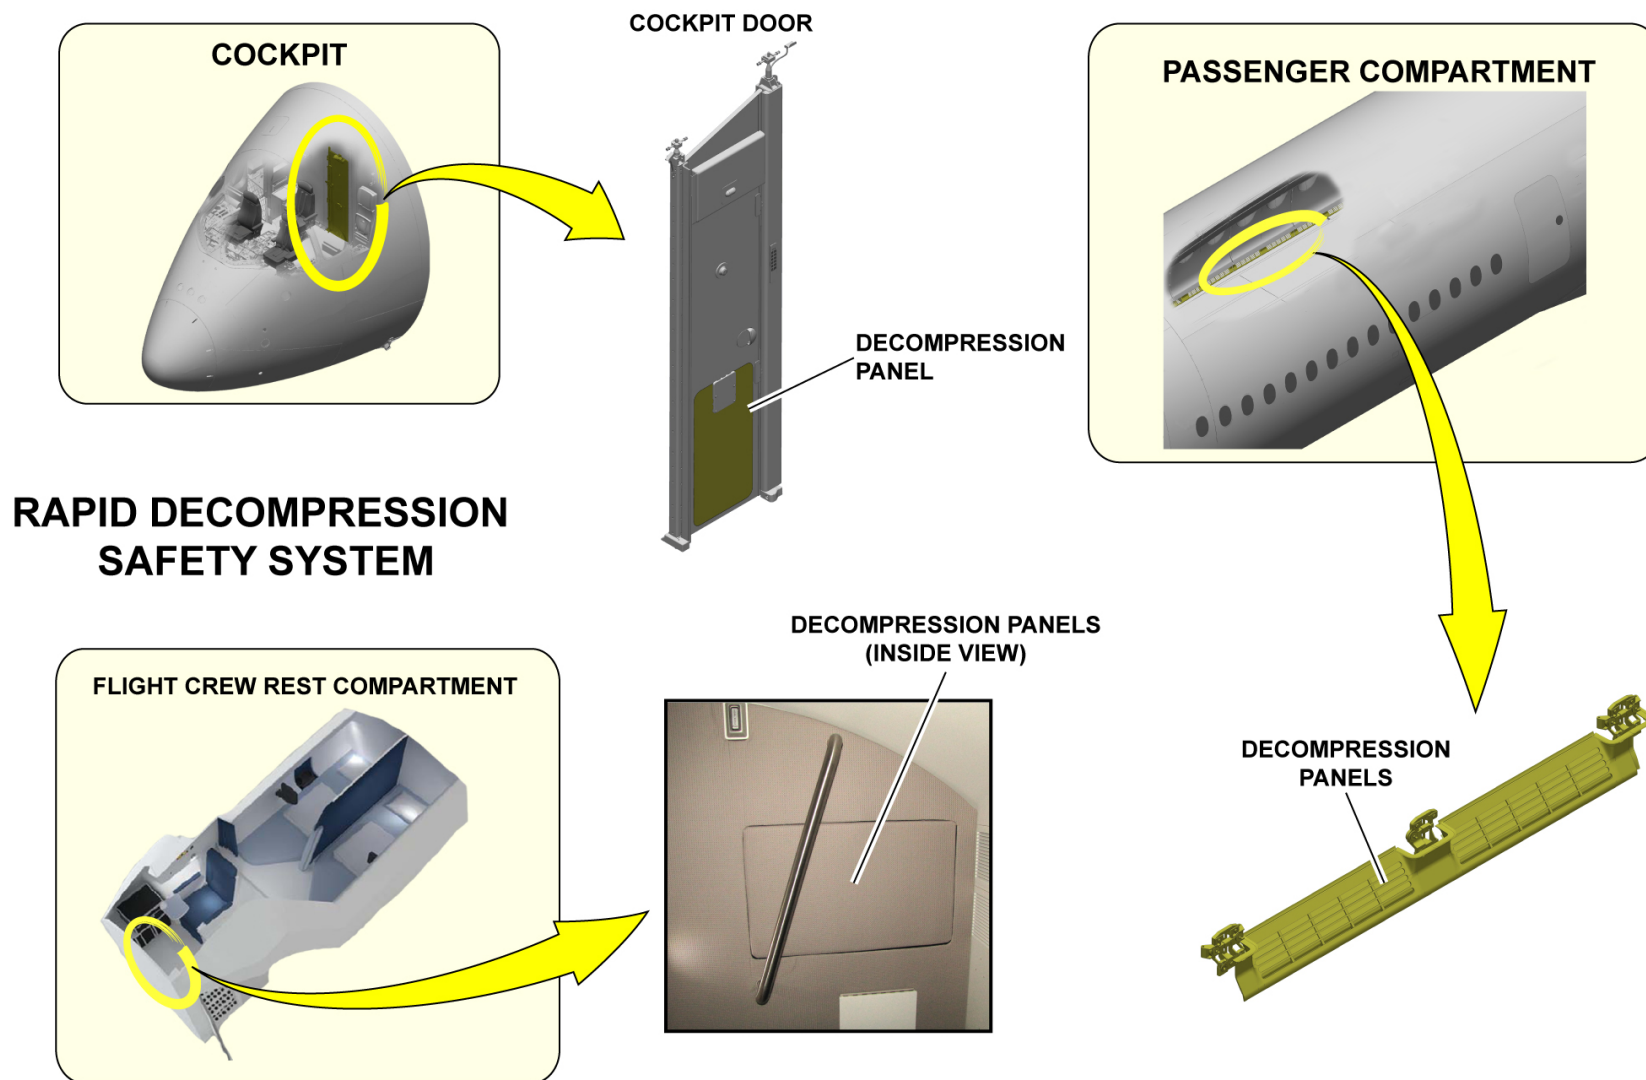 COCKPIT
COCKPIT DOOR
PASSENGER COMPARTMENT
DECOMPRESSION
PANEL
RAPID DECOMPRESSION
SAFETY SYSTEM
FLIGHT CREW REST COMPARTMENT
DECOMPRESSION PANELS
(INSIDE VIEW)
DECOMPRESSION
PANELS